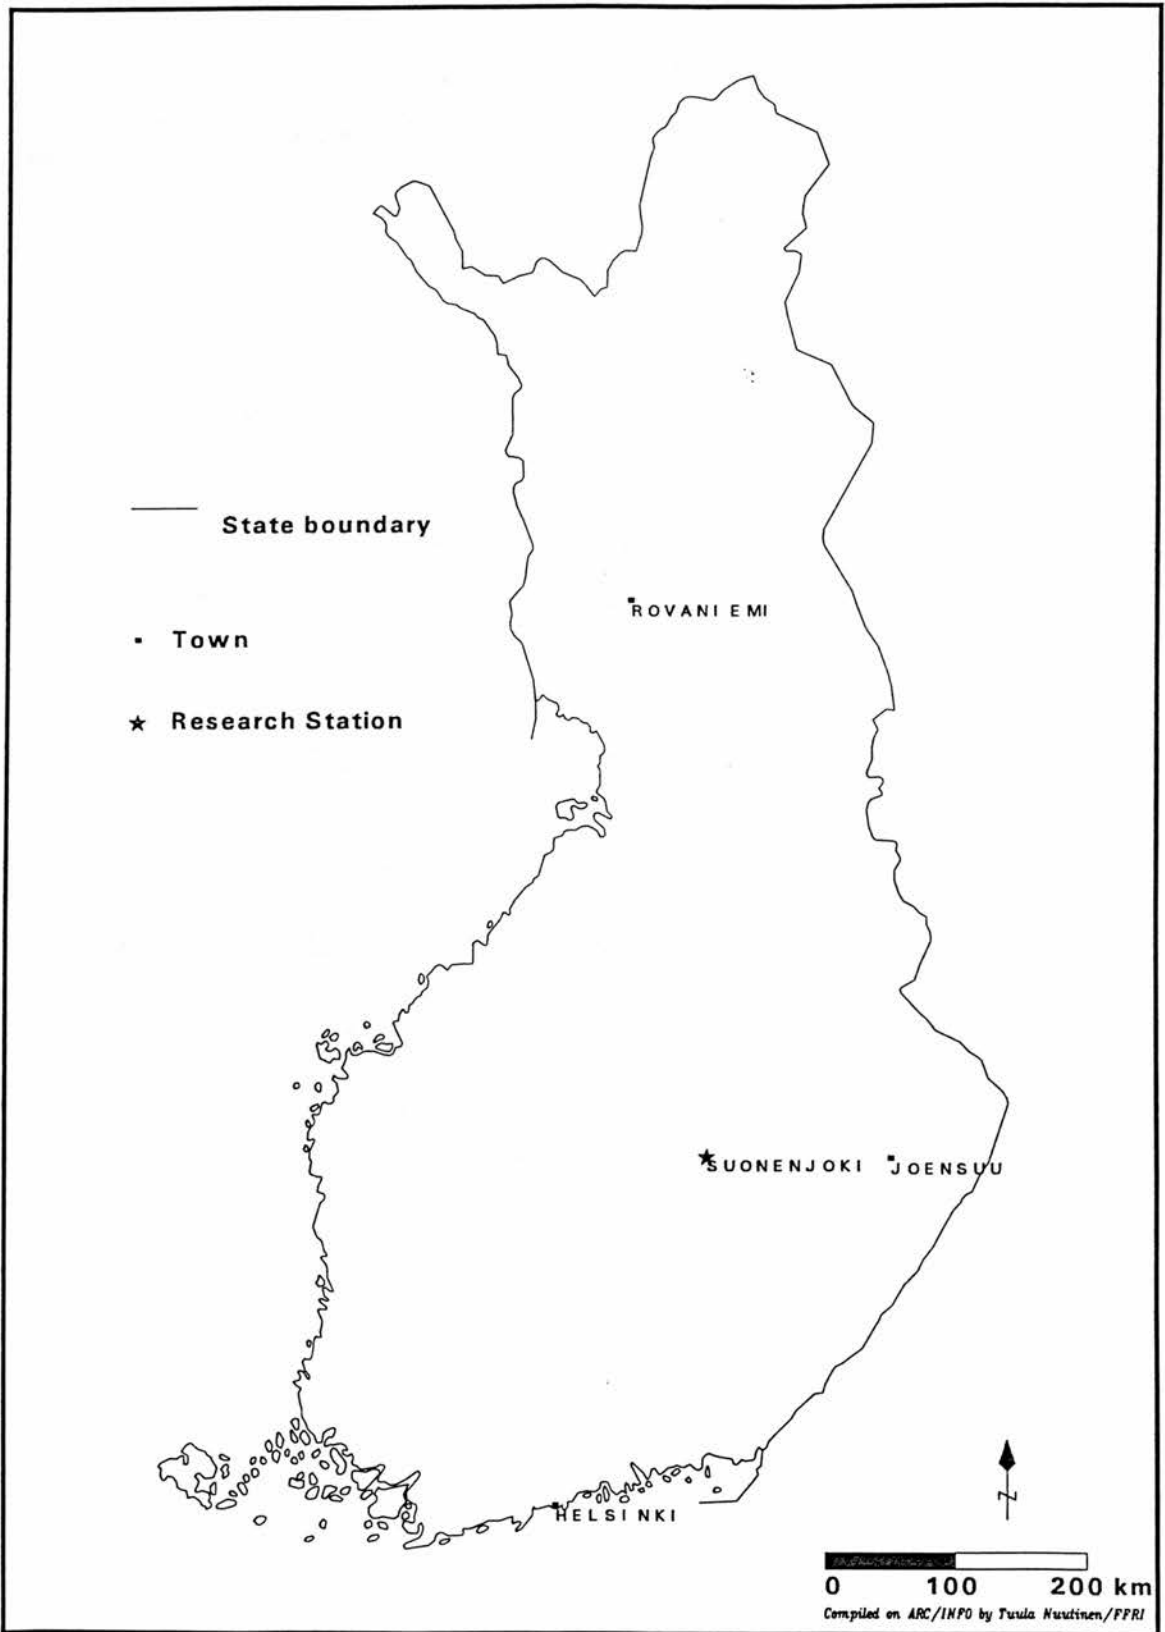 State boundary
ROVANIEMI
Town
Research Station
SUONENJOKI
JOENSUU
HELSINKI
N
0 100 200 km
Compiled on ARC/INFO by Tuula Nuutinen/FFRI